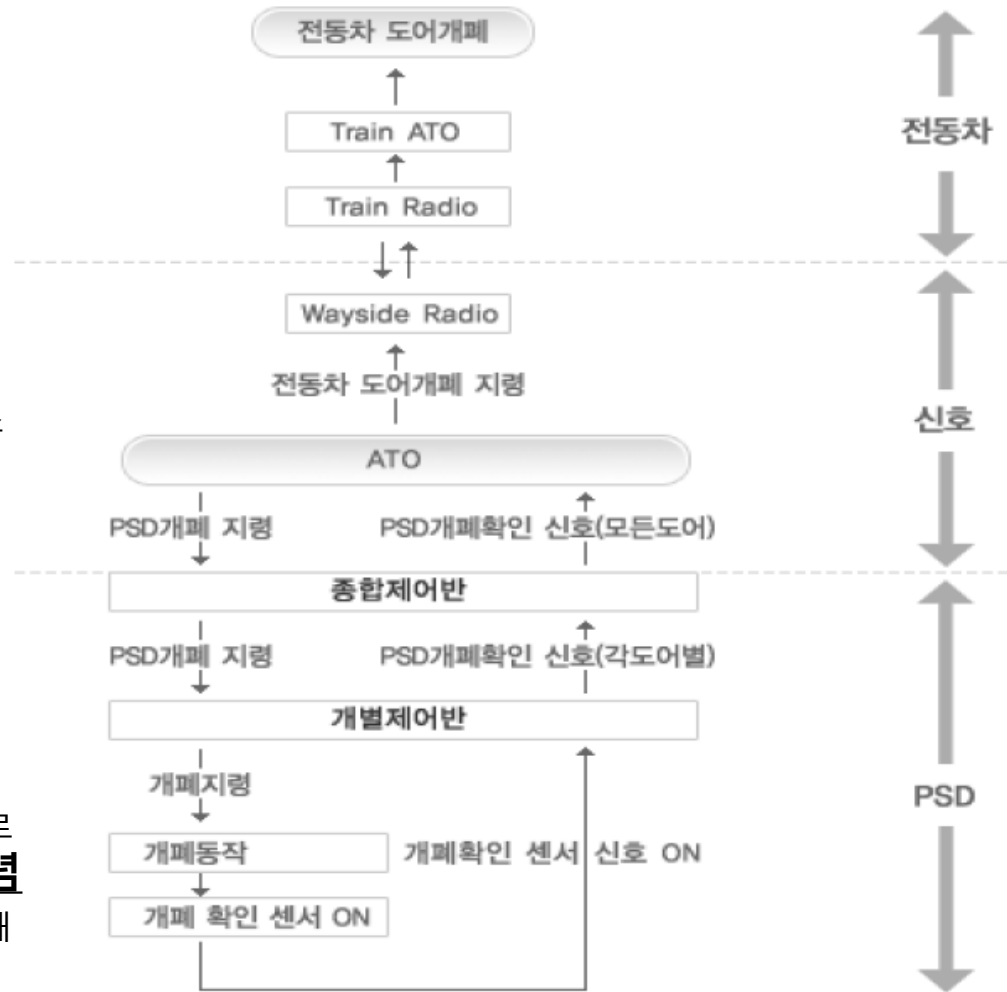 전동차 도어개폐
Train ATO
전동차
Train Radio
Wayside Radio
전동차 도어개폐 지령
신호
ATO
PSD개폐 지령 PSD개폐확인 신호(모든도어)
종합제어반
PSD개폐 지령 PSD개폐확인 신호(각도어별)
개별제어반
개폐지령
PSD
개폐동작 개폐확인 센서 신호 ON
개폐 확인 센서 ON